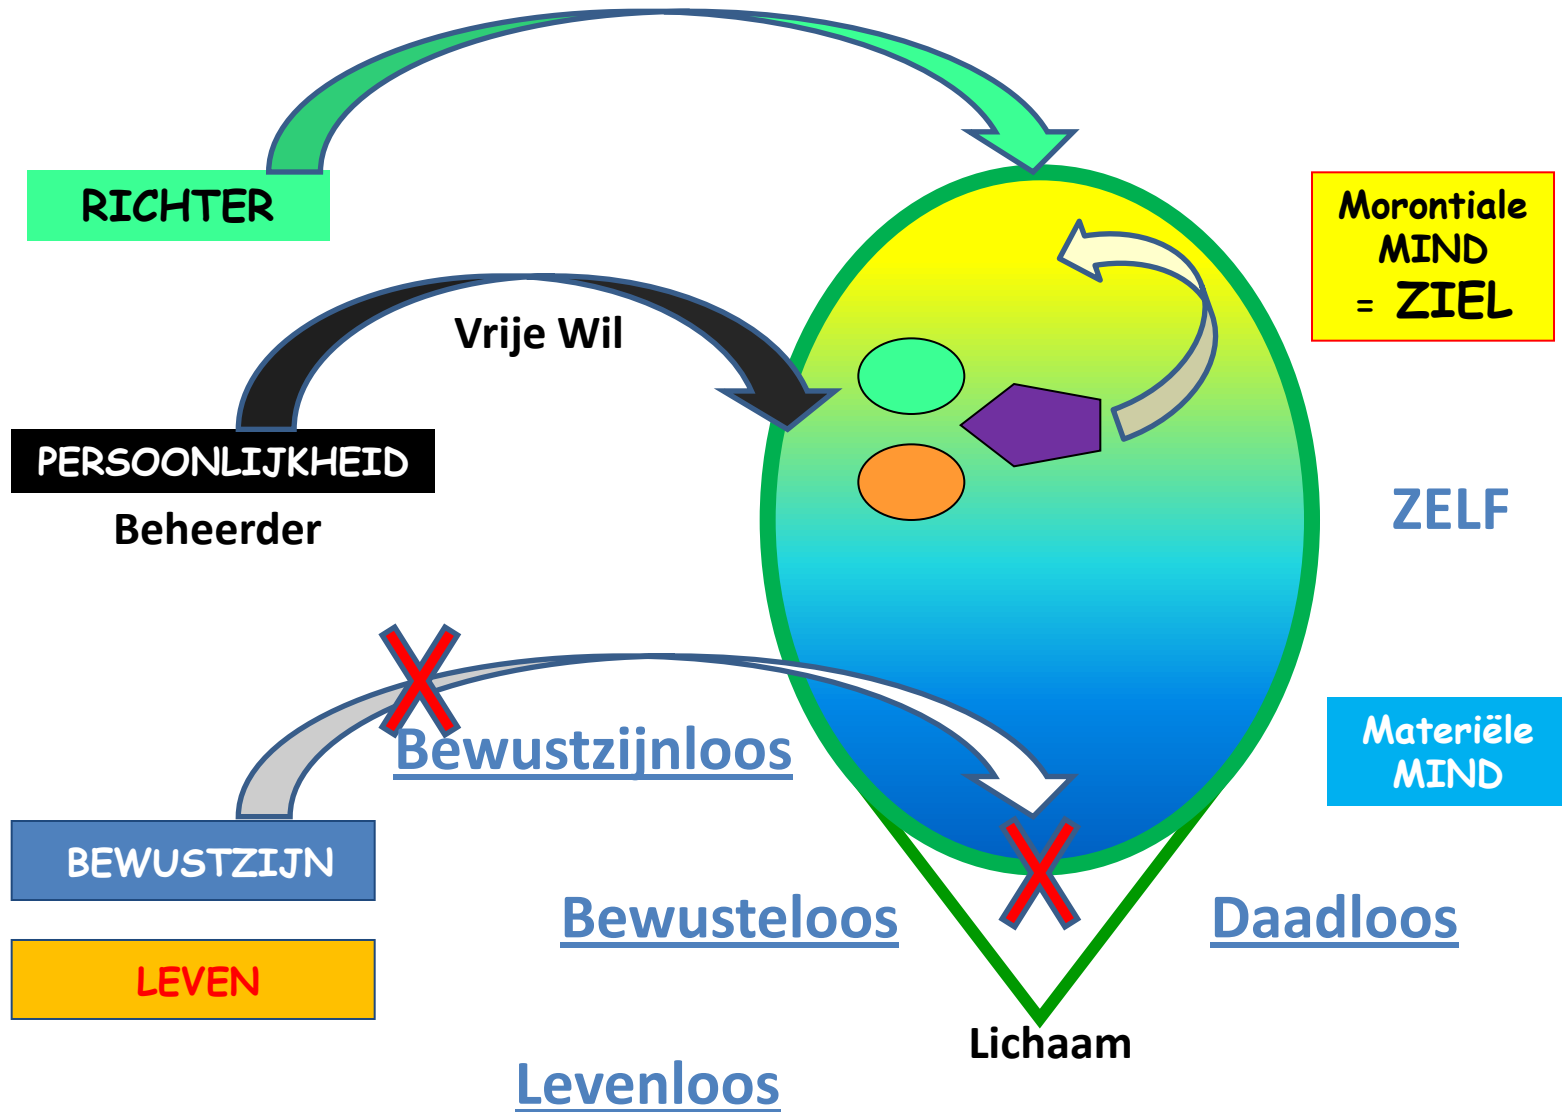 RICHTER
Morontiale
MIND
= ZIEL
Vrije Wil
PERSOONLIJKHEID
Beheerder
ZELF
Bewustzijnloos
Materiële
MIND
BEWUSTZIJN
Bewusteloos
Daadloos
LEVEN
Lichaam
Levenloos